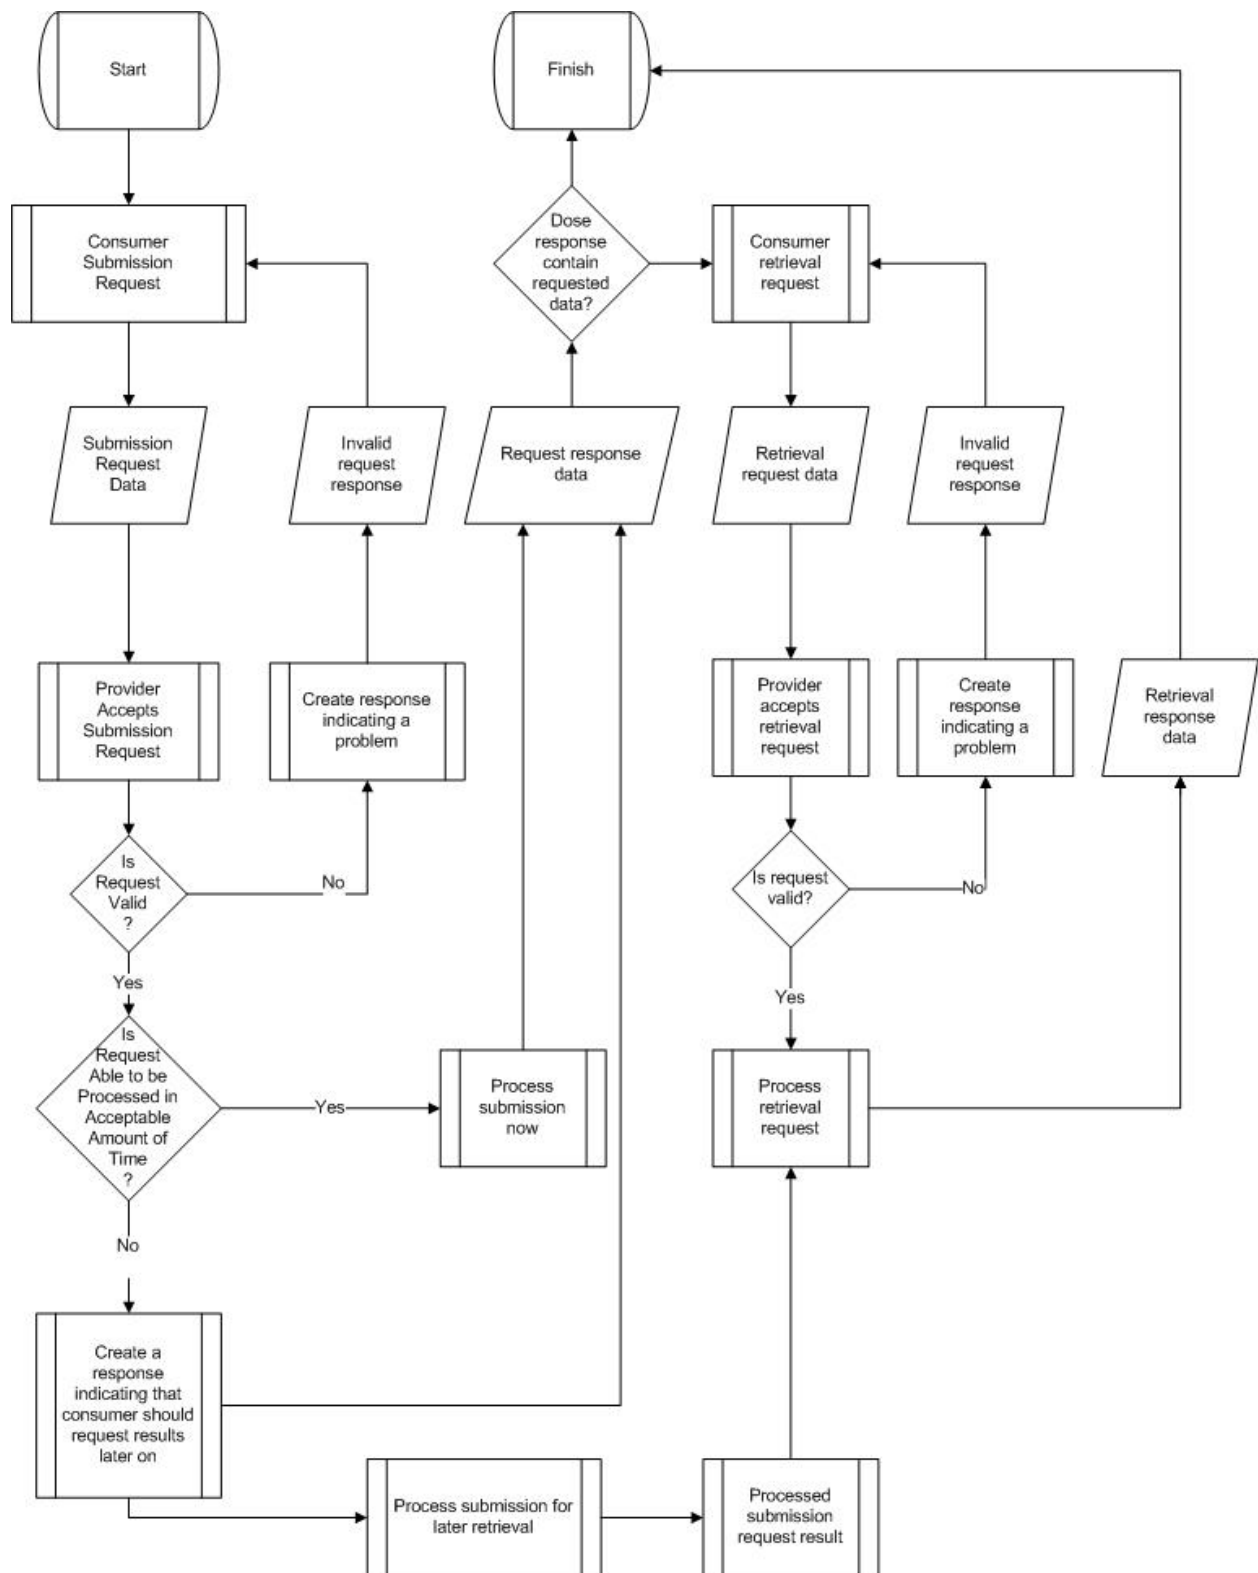 Start
Finish
Consumer
Submission
Request
Dose
response
contain
requested
data?
Consumer
retrieval
request
Submission
Request
Data
Invalid
request
response
Request response
data
Retrieval
request data
Invalid
request
response
Provider
Accepts
Submission
Request
Create response
indicating a
problem
Provider
accepts
retrieval
request
Create
response
indicating a
problem
Retrieval
response
data
Is
Request
Valid
?
No
Is request
valid?
No
Yes
Yes
Is
Request
Able to be
Processed in
Acceptable
Amount of
Time
?
Yes
Process
submission
now
Process
retrieval
request
No
Create a
response
indicating that
consumer should
request results
later on
Process submission for
later retrieval
Processed
submission
request result